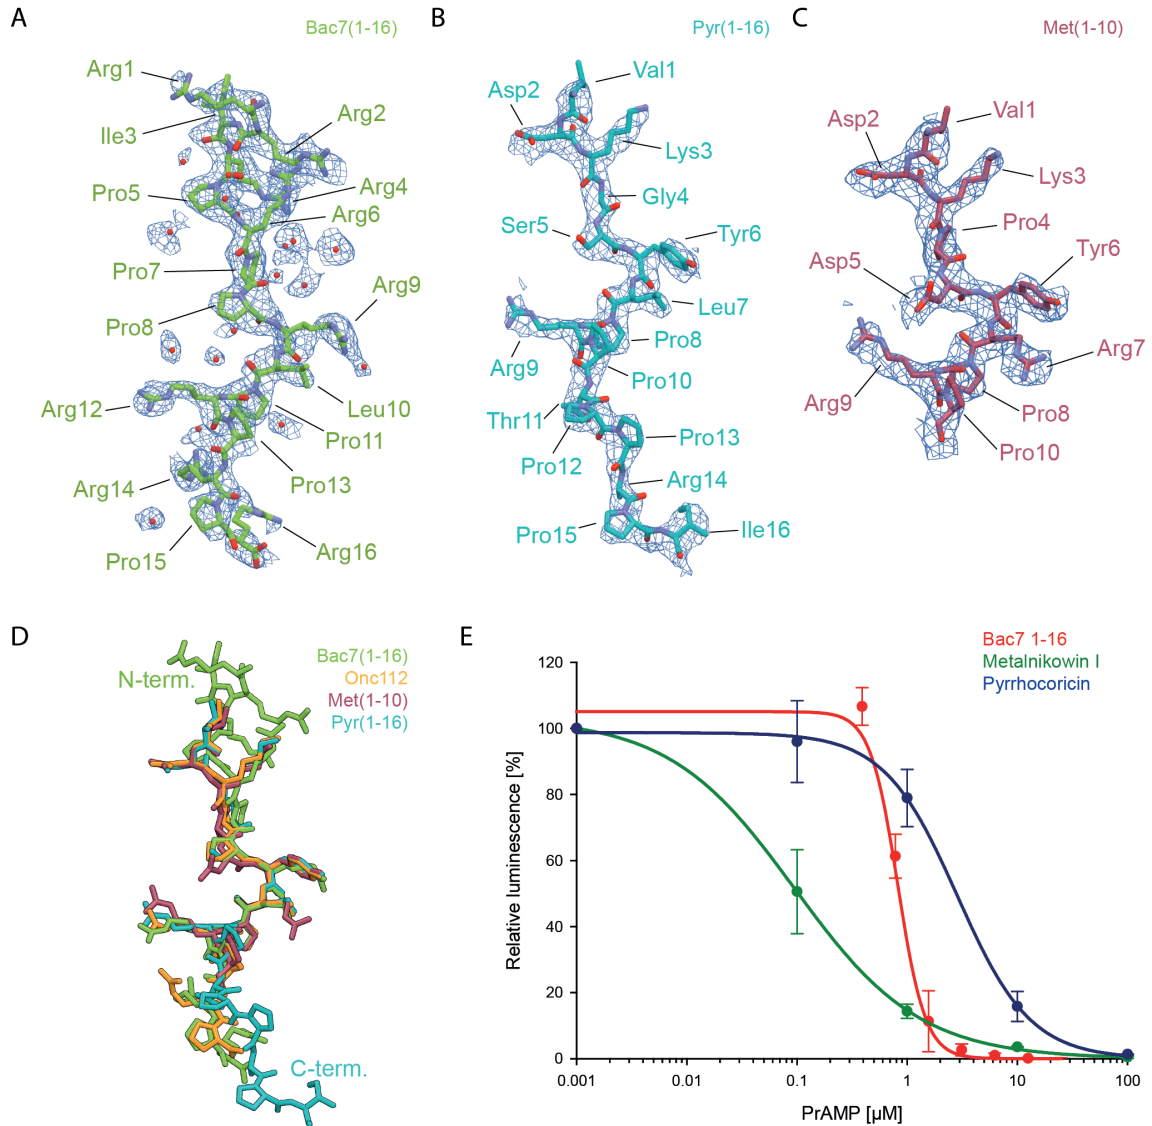 A
Bac7(1-16)
Arg1
Ile3
Arg2
Pro5
Arg4
Arg6
Pro7
Arg9
Pro8
Arg12
Leu10
Pro11
Arg14
Pro13
Pro15
Arg16
B
Pyr(1-16)
Val1
Asp2
Lys3
Gly4
Ser5
Tyr6
Leu7
Pro8
Arg9
Pro10
Thr11
Pro12
Pro13
Arg14
Pro15
Ile16
C
Met(1-10)
Val1
Asp2
Lys3
Pro4
Asp5
Tyr6
Arg7
Arg9
Pro8
Pro10
D
Bac7(1-16)
Onc112
Met(1-10)
Pyr(1-16)
N-term.
C-term.
E
Bac7 1-16
Metalnikowin I
Pyrrhocoricin
Relative luminescence [%]
120
100
80
60
40
20
0
0.001
0.01
0.1
1
10
100
PrAMP [µM]